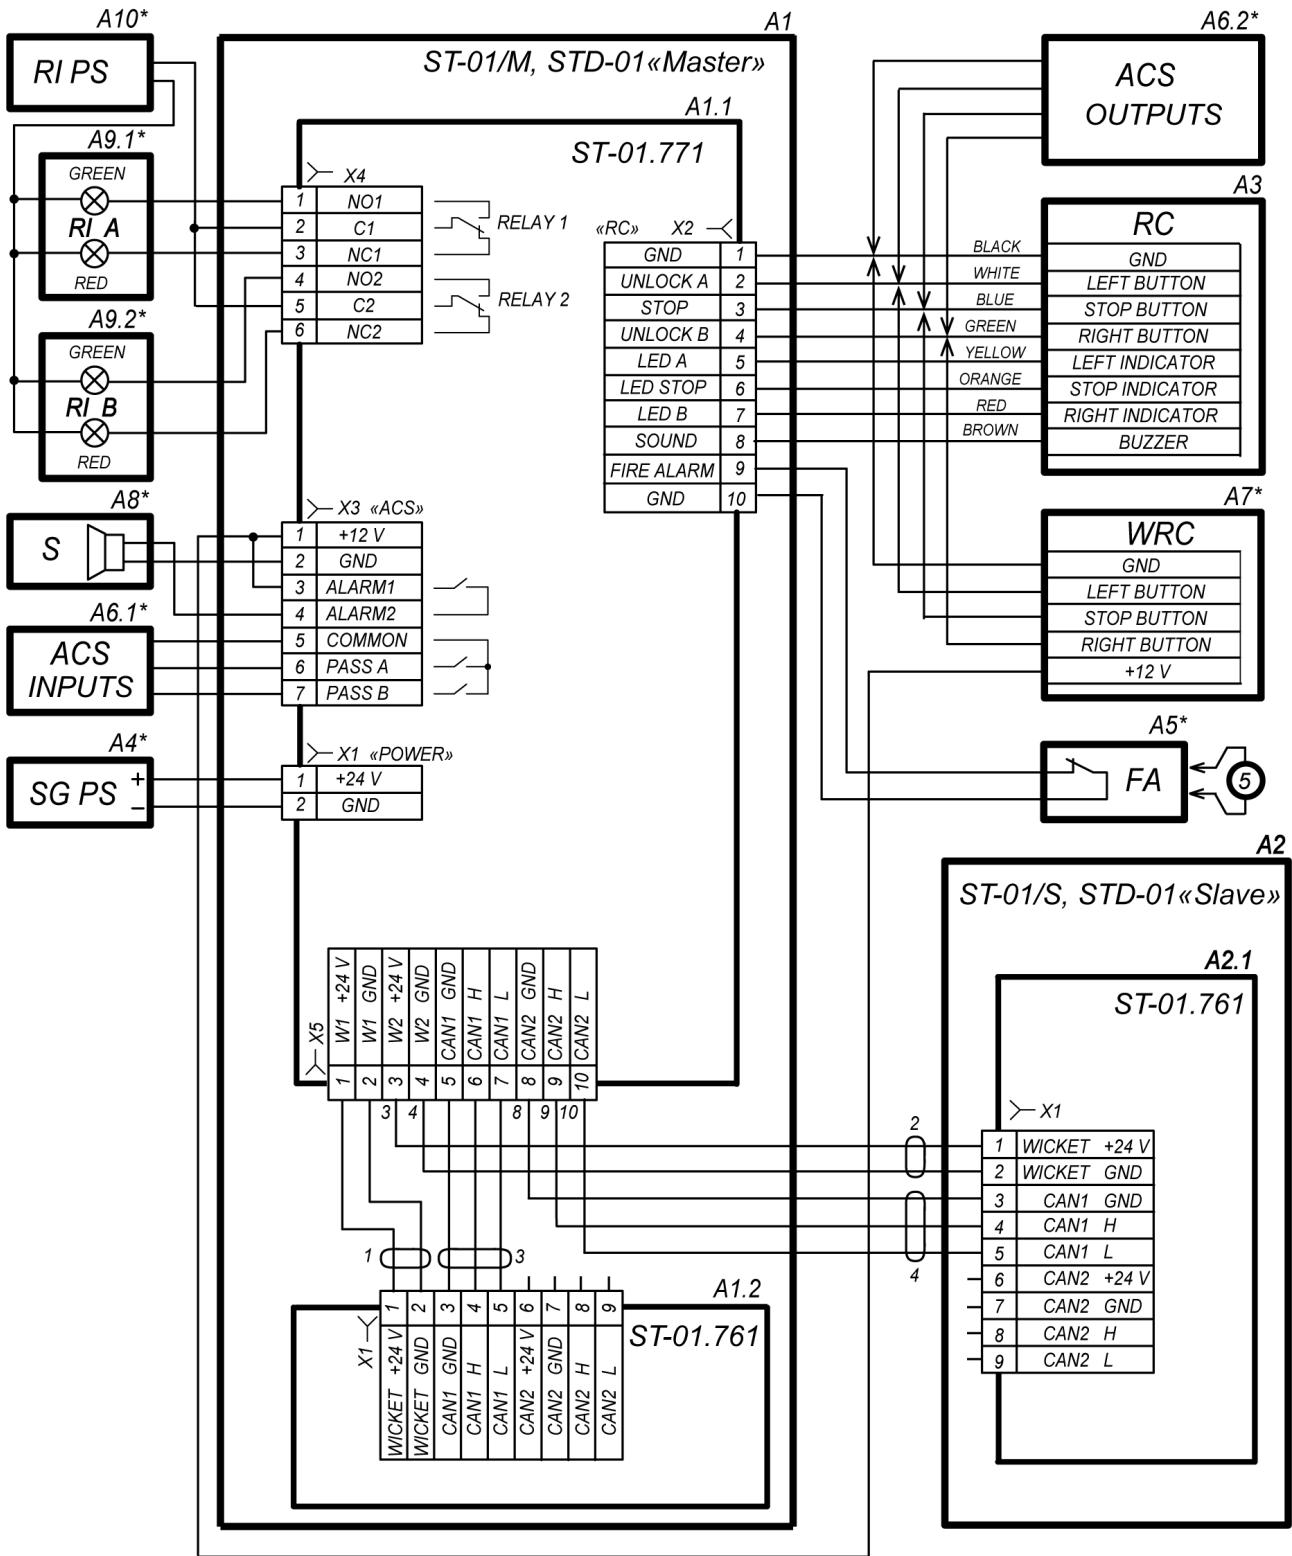 A10*
RI PS
A9.1*
GREEN
RI A
RED
A9.2*
GREEN
RI B
RED
A8*
S
A6.1*
ACS
INPUTS
A4*
SG PS
+
–
A1
ST-01/M, STD-01«Master»
A1.1
ST-01.771
X4
1 NO1
2 C1
3 NC1
4 NO2
5 C2
6 NC2
RELAY 1
RELAY 2
X3 «ACS»
1 +12 V
2 GND
3 ALARM1
4 ALARM2
5 COMMON
6 PASS A
7 PASS B
X1 «POWER»
1 +24 V
2 GND
«RC» X2
GND 1
UNLOCK A 2
STOP 3
UNLOCK B 4
LED A 5
LED STOP 6
LED B 7
SOUND 8
FIRE ALARM 9
GND 10
BLACK
WHITE
BLUE
GREEN
YELLOW
ORANGE
RED
BROWN
A6.2*
ACS
OUTPUTS
A3
RC
GND
LEFT BUTTON
STOP BUTTON
RIGHT BUTTON
LEFT INDICATOR
STOP INDICATOR
RIGHT INDICATOR
BUZZER
A7*
WRC
GND
LEFT BUTTON
STOP BUTTON
RIGHT BUTTON
+12 V
A5*
FA
5
X5
1 W1 +24 V
2 W1 GND
3 W2 +24 V
4 W2 GND
5 CAN1 GND
6 CAN1 H
7 CAN1 L
8 CAN2 GND
9 CAN2 H
10 CAN2 L
3 4 8 9 10
1
3
2
4
A1.2
ST-01.761
X1
1 WICKET +24 V
2 WICKET GND
3 CAN1 GND
4 CAN1 H
5 CAN1 L
6 CAN2 +24 V
7 CAN2 GND
8 CAN2 H
9 CAN2 L
A2
ST-01/S, STD-01«Slave»
A2.1
ST-01.761
X1
1 WICKET +24 V
2 WICKET GND
3 CAN1 GND
4 CAN1 H
5 CAN1 L
6 CAN2 +24 V
7 CAN2 GND
8 CAN2 H
9 CAN2 L